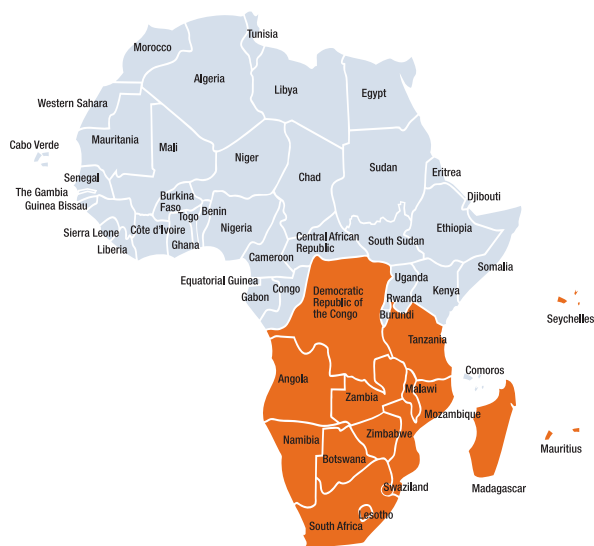 Tunisia
Morocco
Algeria
Libya
Egypt
Western Sahara
Mauritania
Cabo Verde
Mali
Niger
Chad
Sudan
Eritrea
Senegal
The Gambia
Guinea Bissau
Burkina
Faso
Djibouti
Togo
Benin
Sierra Leone
Côte d'Ivoire
Nigeria
Ethiopia
Liberia
Ghana
Central African
Republic
South Sudan
Cameroon
Somalia
Equatorial Guinea
Gabon
Congo
Democratic
Republic of
the Congo
Uganda
Kenya
Rwanda
Burundi
Seychelles
Tanzania
Comoros
Angola
Malawi
Zambia
Mozambique
Namibia
Zimbabwe
Mauritius
Botswana
Swaziland
Madagascar
Lesotho
South Africa